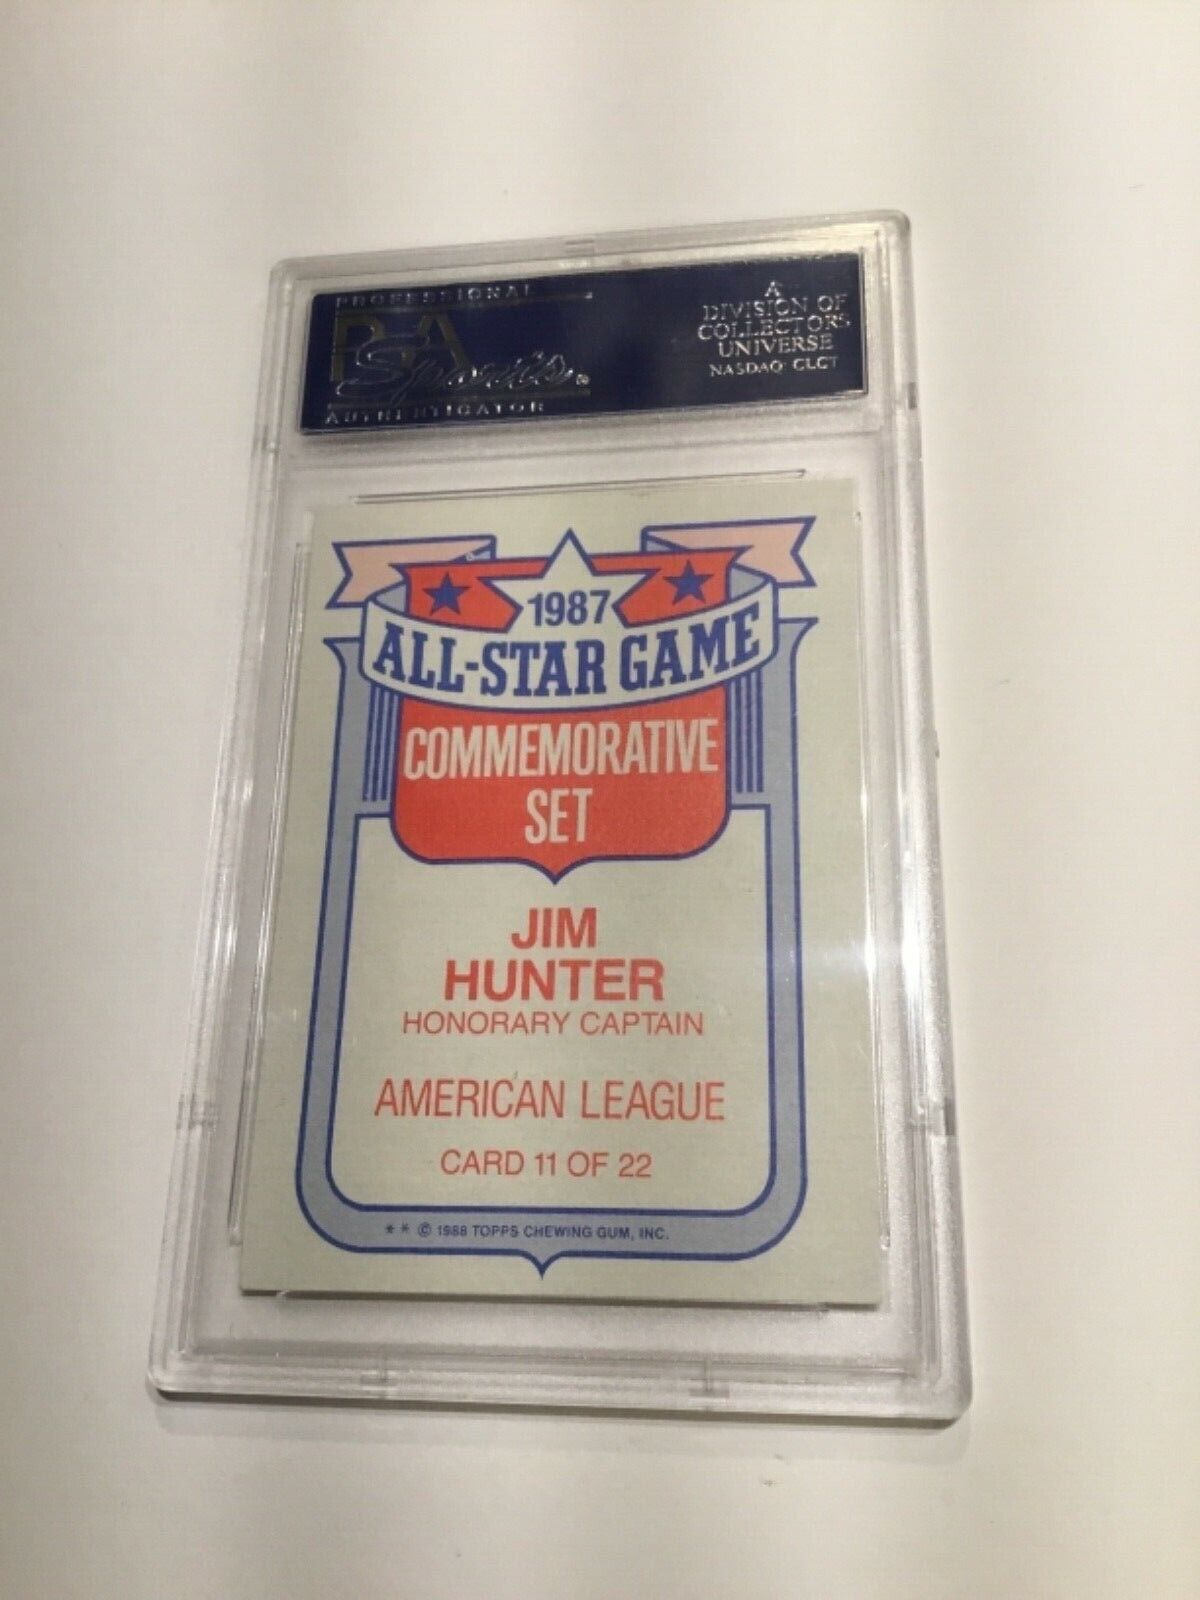 PROFESSIONAL
PSA
Sports
AUTHENTICATOR
A
DIVISION OF
COLLECTORS
UNIVERSE
NASDAQ: CLCT
1987
ALL-STAR GAME
COMMEMORATIVE
SET
JIM
HUNTER
HONORARY CAPTAIN
AMERICAN LEAGUE
CARD 11 OF 22
** © 1988 TOPPS CHEWING GUM, INC.